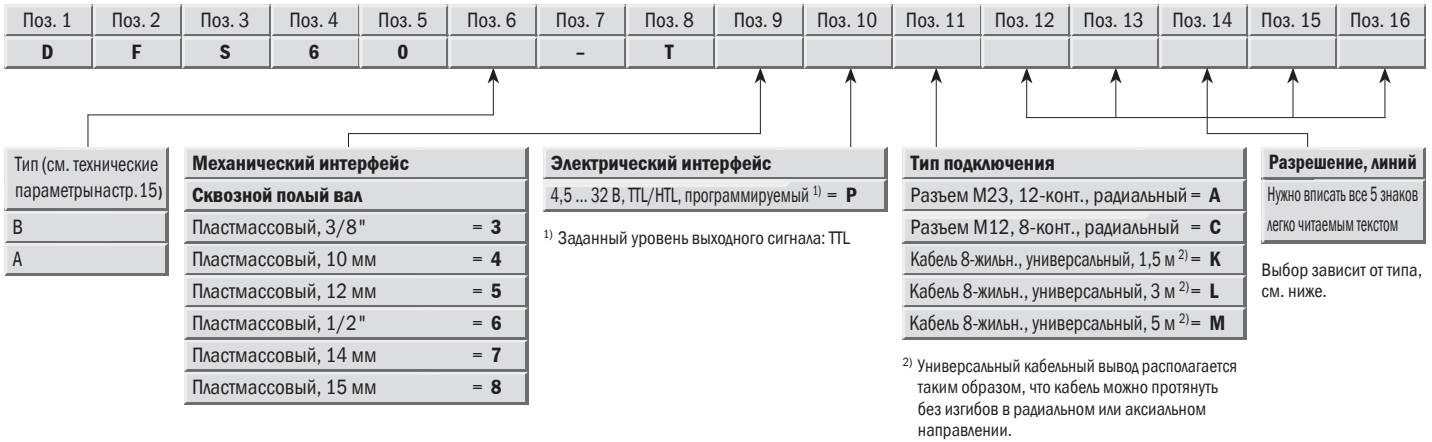 Поз. 1 Поз. 2 Поз. 3 Поз. 4 Поз. 5 Поз. 6 Поз. 7 Поз. 8 Поз. 9 Поз. 10 Поз. 11 Поз. 12 Поз. 13 Поз. 14 Поз. 15 Поз. 16
D F S 6 0 – T
Тип (см. технические
параметрынастр.15)
B
A
Механический интерфейс
Сквозной полый вал
Пластмассовый, 3/8" = 3
Пластмассовый, 10 мм = 4
Пластмассовый, 12 мм = 5
Пластмассовый, 1/2" = 6
Пластмассовый, 14 мм = 7
Пластмассовый, 15 мм = 8
Электрический интерфейс
4,5 ... 32 В, TTL/HTL, программируемый 1) = P
1) Заданный уровень выходного сигнала: TTL
Тип подключения
Разъем M23, 12-конт., радиальный = A
Разъем M12, 8-конт., радиальный = C
Кабель 8-жильн., универсальный, 1,5 м 2) = K
Кабель 8-жильн., универсальный, 3 м 2) = L
Кабель 8-жильн., универсальный, 5 м 2) = M
2) Универсальный кабельный вывод располагается
таким образом, что кабель можно протянуть
без изгибов в радиальном или аксиальном
направлении.
Разрешение, линий
Нужно вписать все 5 знаков
легко читаемым текстом
Выбор зависит от типа,
см. ниже.